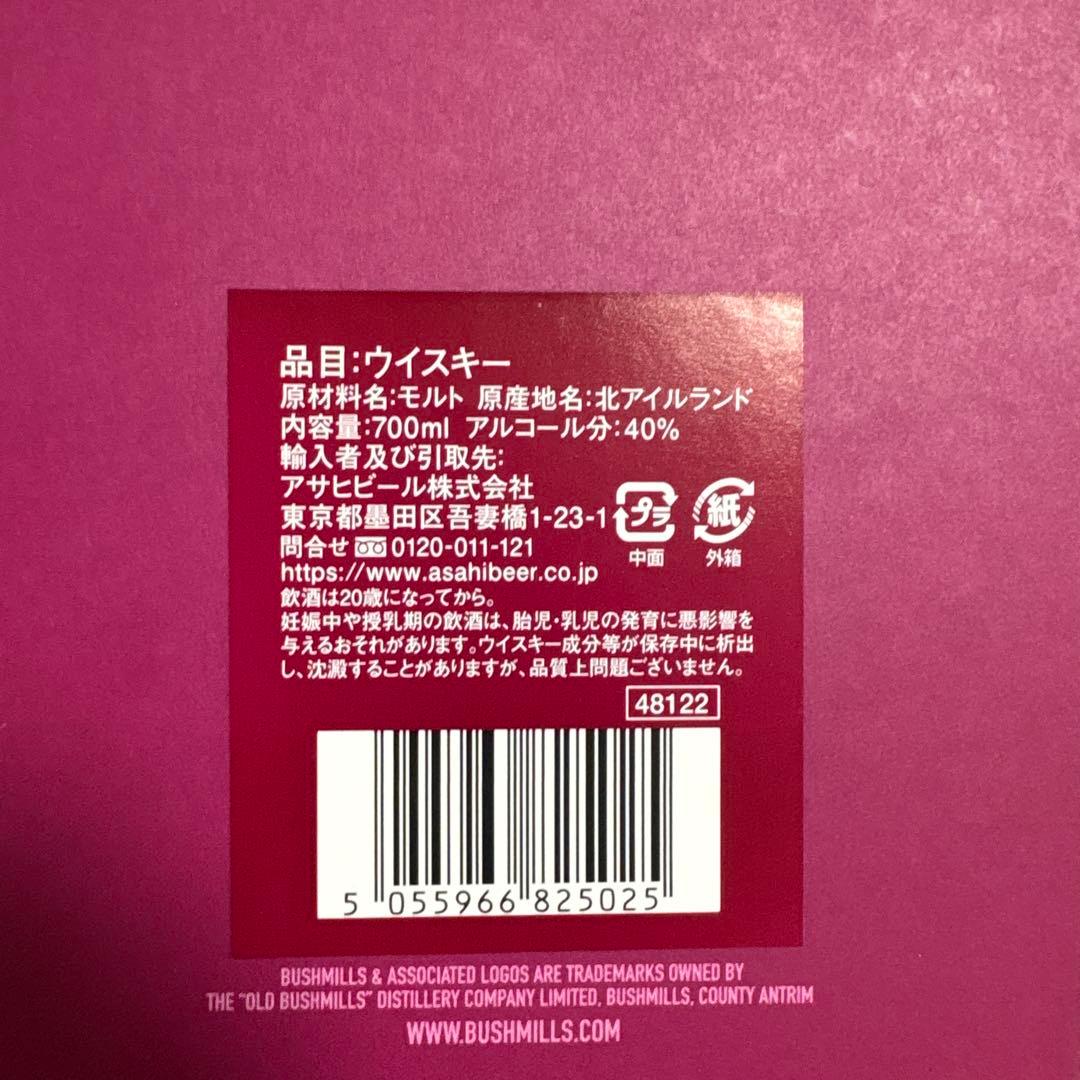 品目:ウイスキー
原材料名:モルト 原産地名:北アイルランド
内容量:700ml アルコール分:40%
輸入者及び引取先:
アサヒビール株式会社
東京都墨田区吾妻橋1-23-1
プラ
紙
中面
外箱
問合せ 0120-011-121
https://www.asahibeer.co.jp
飲酒は20歳になってから。
妊娠中や授乳期の飲酒は、胎児・乳児の発育に悪影響を
与えるおそれがあります。ウイスキー成分等が保存中に析出
し、沈澱することがありますが、品質上問題ございません。
48122
5 055966 825025
BUSHMILLS & ASSOCIATED LOGOS ARE TRADEMARKS OWNED BY
THE "OLD BUSHMILLS" DISTILLERY COMPANY LIMITED, BUSHMILLS, COUNTY ANTRIM
WWW.BUSHMILLS.COM